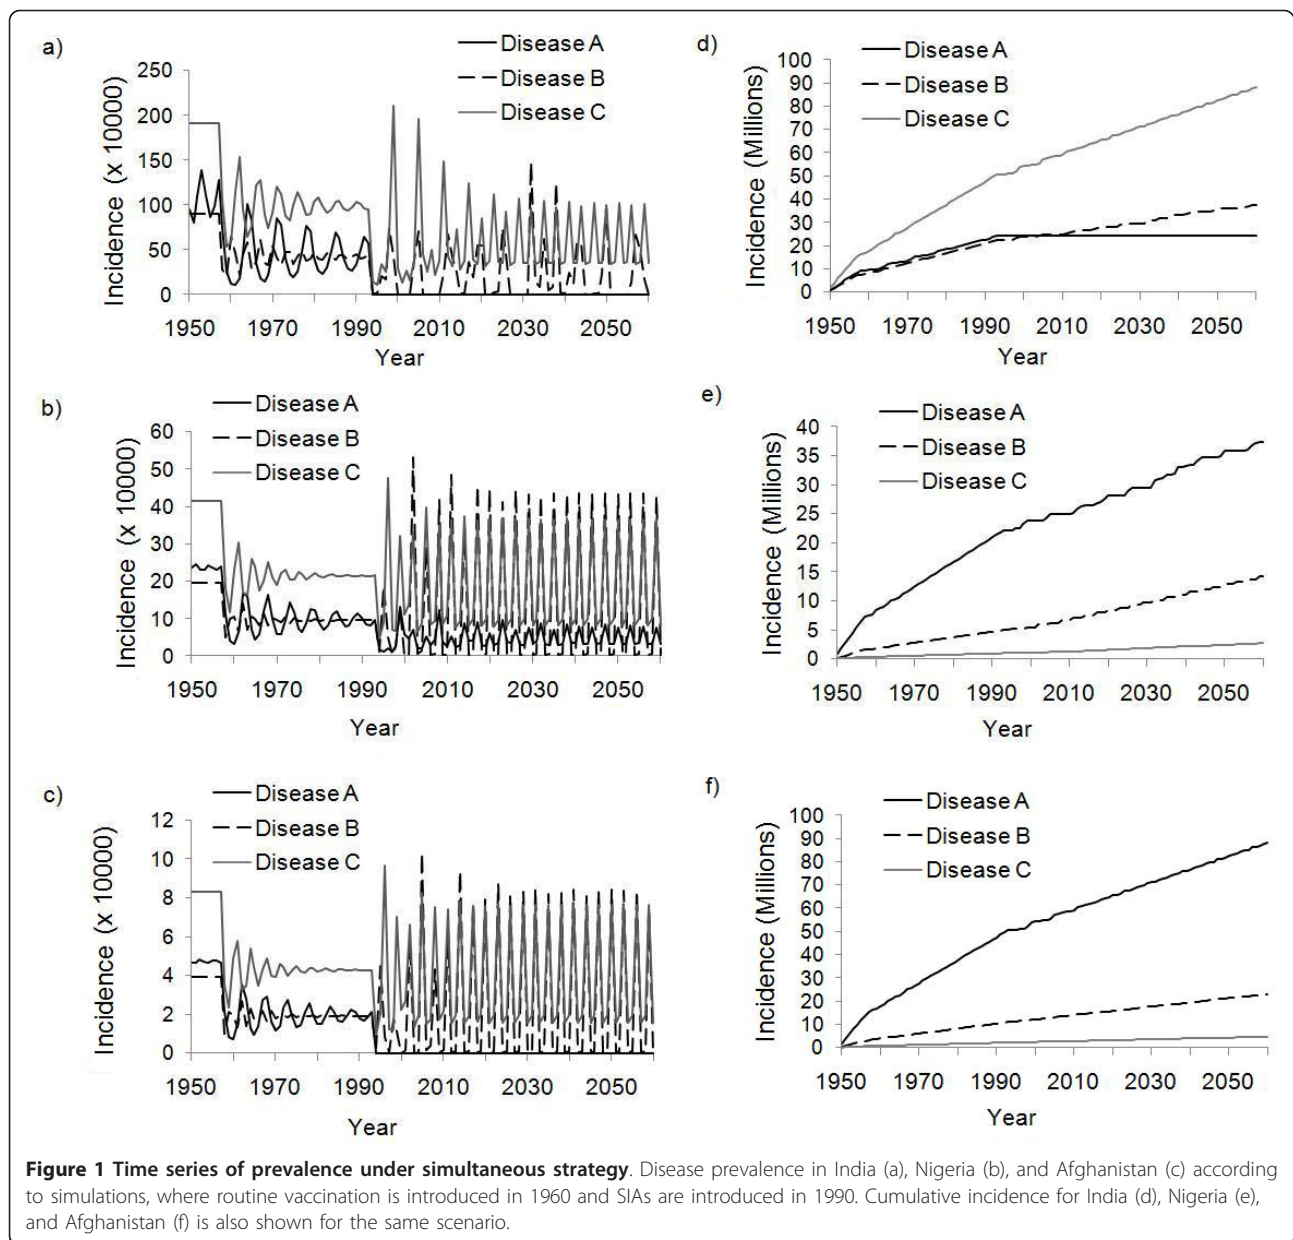 a)
Disease A
Disease B
Disease C
Incidence (x 10000)
250
200
150
100
50
0
1950 1970 1990 2010 2030 2050
Year
d)
Disease A
Disease B
Disease C
Incidence (Millions)
100
90
80
70
60
50
40
30
20
10
0
1950 1970 1990 2010 2030 2050
Year
b)
Disease A
Disease B
Disease C
Incidence (x 10000)
60
50
40
30
20
10
0
1950 1970 1990 2010 2030 2050
Year
e)
Disease A
Disease B
Disease C
Incidence (Millions)
40
35
30
25
20
15
10
5
0
1950 1970 1990 2010 2030 2050
Year
c)
Disease A
Disease B
Disease C
Incidence (x 10000)
12
10
8
6
4
2
0
1950 1970 1990 2010 2030 2050
Year
f)
Disease A
Disease B
Disease C
Incidence (Millions)
100
90
80
70
60
50
40
30
20
10
0
1950 1970 1990 2010 2030 2050
Year
Figure 1 Time series of prevalence under simultaneous strategy. Disease prevalence in India (a), Nigeria (b), and Afghanistan (c) according
to simulations, where routine vaccination is introduced in 1960 and SIAs are introduced in 1990. Cumulative incidence for India (d), Nigeria (e),
and Afghanistan (f) is also shown for the same scenario.